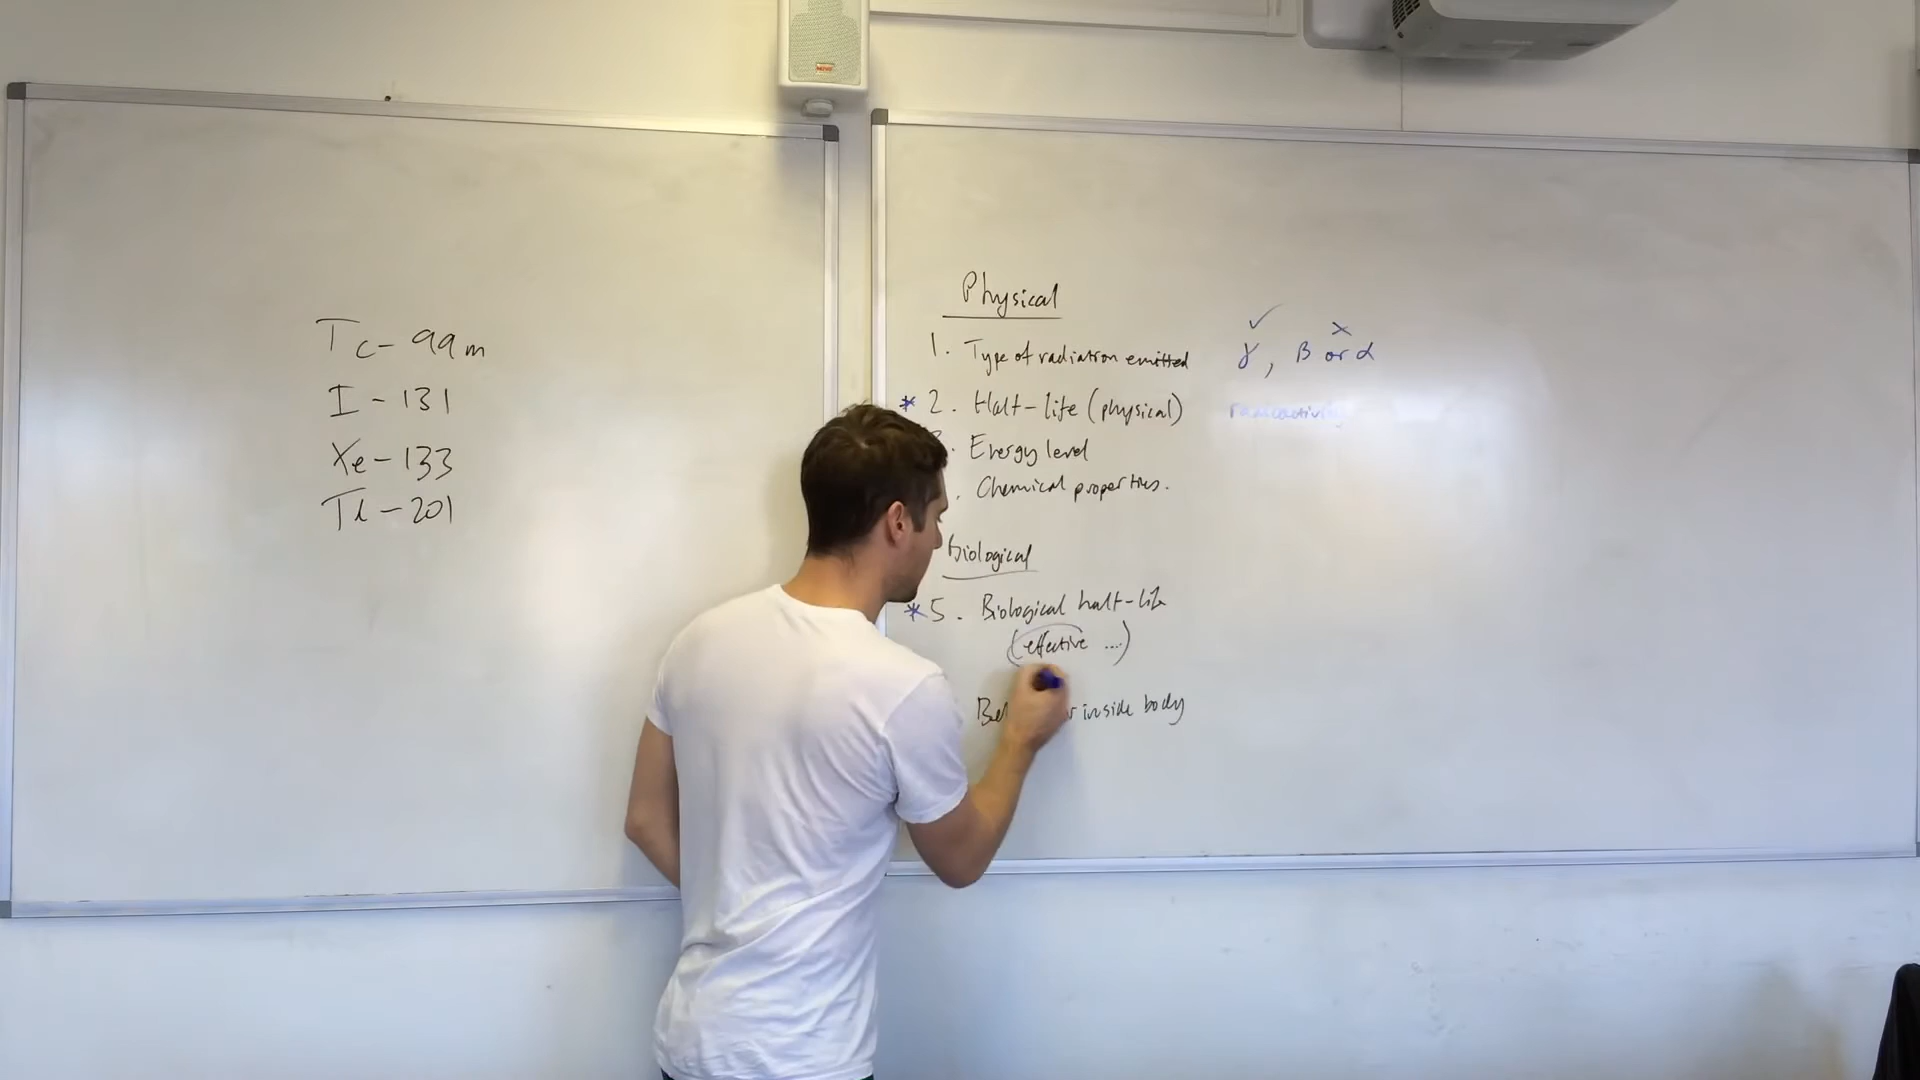 Tc-99m
I-131
Xe-133
Tl-201
Physical
1. Type of radiation emitted
✓
γ, β or α
x
* 2. Half-life (physical)
radioactivity
Energy level
Chemical properties.
Biological
* 5. Biological half-life
(effective ....)
inside body